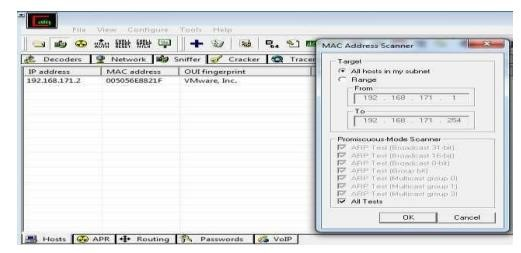 File View Configure Tools Help
Decoders Network Sniffer Cracker Tracer
IP address MAC address OUI fingerprint
192.168.171.2 005056E8821F VMware, Inc.
Hosts APR Routing Passwords VoIP
MAC Address Scanner
Target
All hosts in my subnet
Range
From
192 . 168 . 171 . 1
To
192 . 168 . 171 . 254
Promiscuous-Mode Scanner
ARP Test (Broadcast 31-bit)
ARP Test (Broadcast 16-bit)
ARP Test (Broadcast 8-bit)
ARP Test (Group bit)
ARP Test (Multicast group 0)
ARP Test (Multicast group 1)
ARP Test (Multicast group 3)
All Tests
OK Cancel